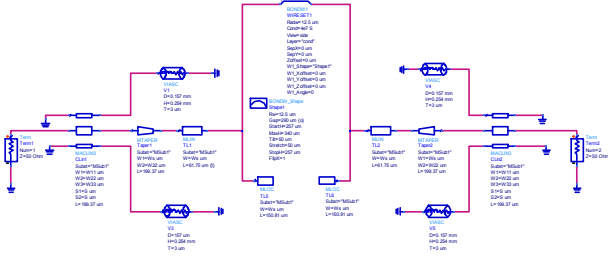 BONDW1
WIRESET1
Radw=12.5 um
Cond=4e7 S
View=side
Layer="cond"
SepX=0 um
SepY=0 um
Zoffset=0 um
W1_Shape="Shape1"
W1_Xoffset=0 um
W1_Yoffset=0 um
W1_Zoffset=0 um
W1_Angle=0
BONDW_Shape
Shape1
Rw=12.5 um
Gap=290 um {o}
StartH=257 um
MaxH=340 um
Tilt=50 um
Stretch=50 um
StopH=257 um
FlipX=1
VIASC
V1
D=0.157 mm
H=0.254 mm
T=3 um
VIASC
V4
D=0.157 mm
H=0.254 mm
T=3 um
Term
Term1
Num=1
Z=50 Ohm
MACLIN3
CLin1
Subst="MSub1"
W1=W11 um
W2=W22 um
W3=W33 um
S1=S um
S2=S um
L=199.37 um
MTAPER
Taper1
Subst="MSub1"
W1=Ws um
W2=W22 um
L=199.37 um
MLIN
TL1
Subst="MSub1"
W=Ws um
L=61.75 um {t}
MLIN
TL2
Subst="MSub1"
W=Ws um
L=61.75 um
MTAPER
Taper2
Subst="MSub1"
W1=Ws um
W2=W22 um
L=199.37 um
MACLIN3
CLin2
Subst="MSub1"
W1=W11 um
W2=W22 um
W3=W33 um
S1=S um
S2=S um
L=199.37 um
Term
Term2
Num=2
Z=50 Ohm
MLOC
TL5
Subst="MSub1"
W=Ws um
L=150.81 um
MLOC
TL6
Subst="MSub1"
W=Ws um
L=150.81 um
VIASC
V3
D=157 um
H=0.254 mm
T=3 um
VIASC
V5
D=0.157 mm
H=0.254 mm
T=3 um